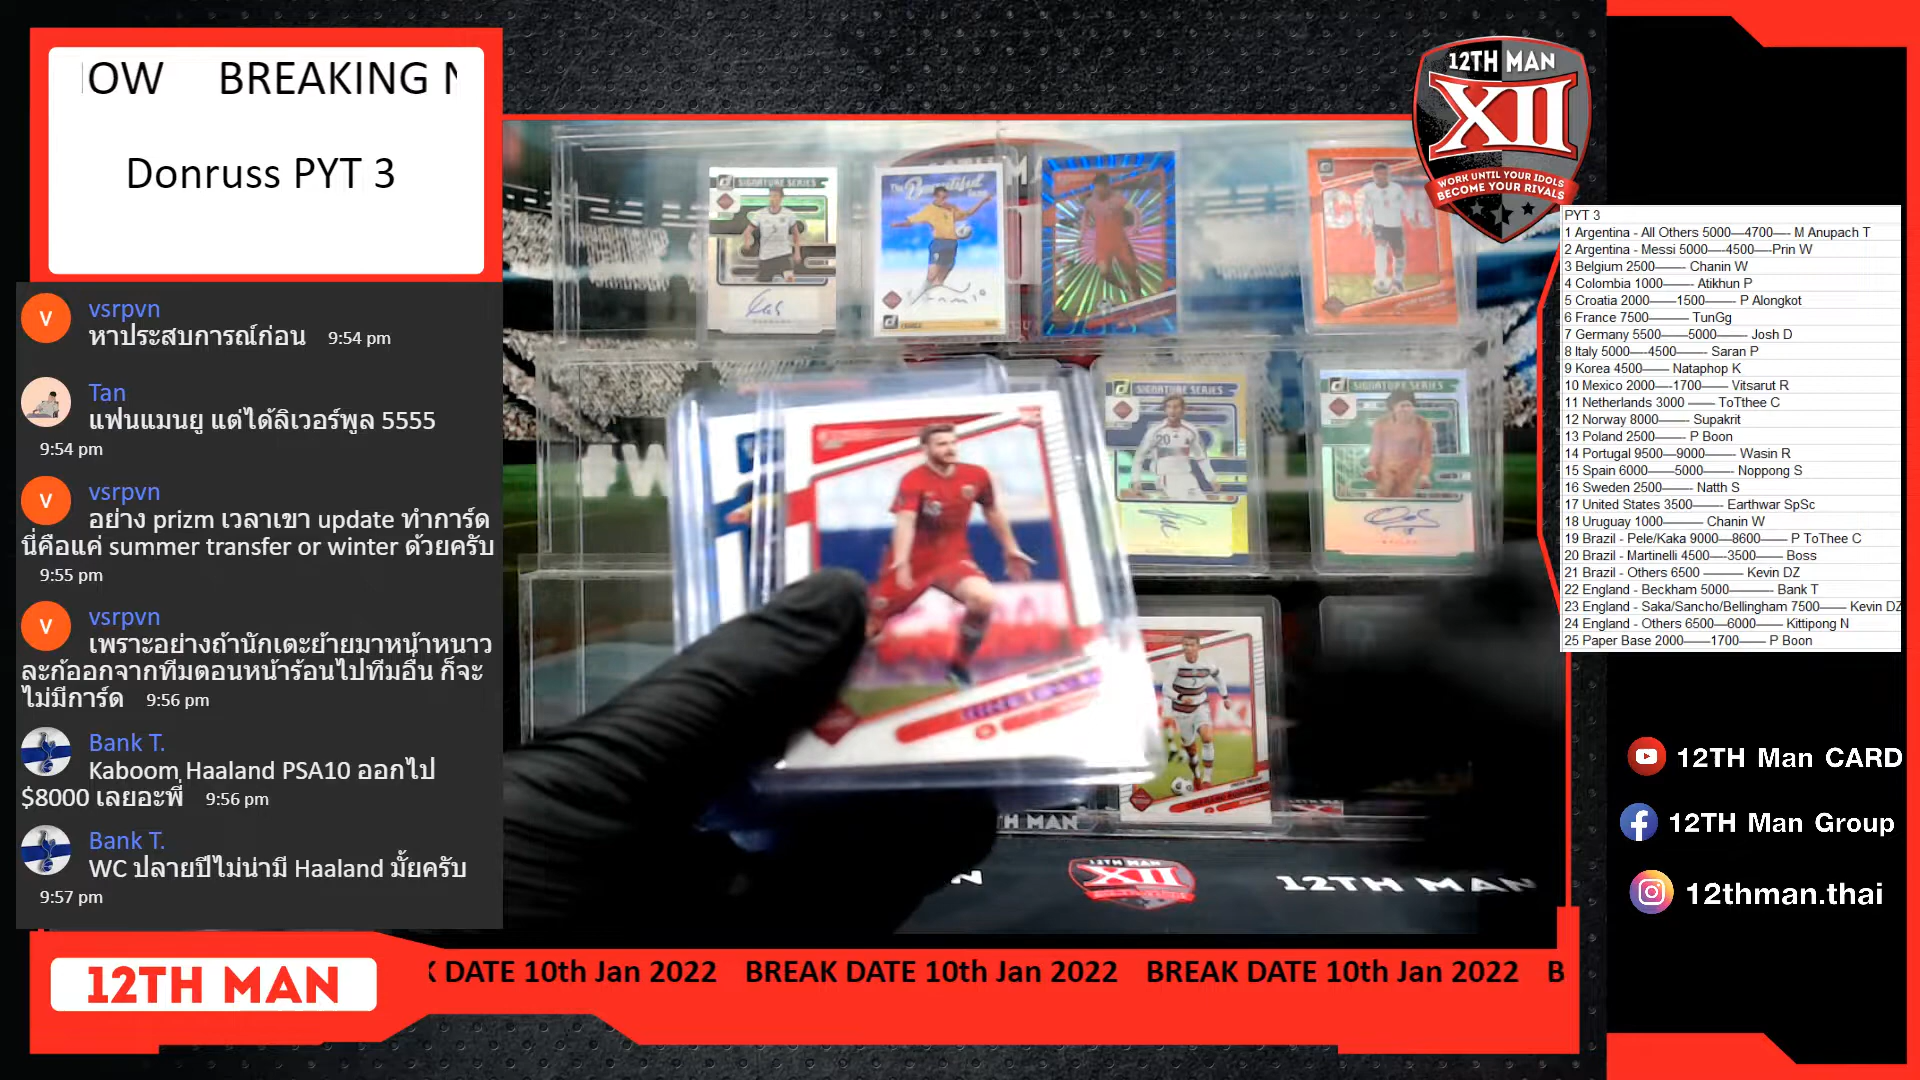 OW BREAKING N
Donruss PYT 3
vsrpvn
หาประสบการณ์ก่อน 9:54 pm
Tan
แฟนแมนยู แต่ได้ลิเวอร์พูล 5555
9:54 pm
vsrpvn
อย่าง prizm เวลาเขา update ทำการ์ด
นี่คือแค่ summer transfer or winter ด้วยครับ
9:55 pm
vsrpvn
เพราะอย่างถ้านักเตะย้ายมาหน้าหนาว
ละก้ออกจากทีมตอนหน้าร้อนไปทีมอื่น ก็จะ
ไม่มีการ์ด 9:56 pm
Bank T.
Kaboom Haaland PSA10 ออกไป
$8000 เลยอะพี่ 9:56 pm
Bank T.
WC ปลายปีไม่น่ามี Haaland มั้ยครับ
9:57 pm
12TH MAN
K DATE 10th Jan 2022 BREAK DATE 10th Jan 2022 BREAK DATE 10th Jan 2022 B
SIGNATURE SERIES
The Beautiful Game
SIGNATURE SERIES
SIGNATURE SERIES
20
H MAN
12TH MAN
XII
12TH MAN
12TH MAN
XII
WORK UNTIL YOUR IDOLS
BECOME YOUR RIVALS
PYT 3
1 Argentina - All Others 5000----4700---- M Anupach T
2 Argentina - Messi 5000----4500----Prin W
3 Belgium 2500------ Chanin W
4 Colombia 1000------ Atikhun P
5 Croatia 2000----1500------ P Alongkot
6 France 7500------ TunGg
7 Germany 5500----5000------ Josh D
8 Italy 5000----4500------ Saran P
9 Korea 4500------ Nataphop K
10 Mexico 2000----1700------ Vitsarut R
11 Netherlands 3000 ------ ToTthee C
12 Norway 8000------ Supakrit
13 Poland 2500------ P Boon
14 Portugal 9500----9000------ Wasin R
15 Spain 6000----5000------ Noppong S
16 Sweden 2500------ Natth S
17 United States 3500------ Earthwar SpSc
18 Uruguay 1000------ Chanin W
19 Brazil - Pele/Kaka 9000----8600------ P ToThee C
20 Brazil - Martinelli 4500----3500------ Boss
21 Brazil - Others 6500 ------ Kevin DZ
22 England - Beckham 5000------ Bank T
23 England - Saka/Sancho/Bellingham 7500------ Kevin DZ
24 England - Others 6500----6000------ Kittipong N
25 Paper Base 2000----1700------ P Boon
12TH Man CARD
12TH Man Group
12thman.thai